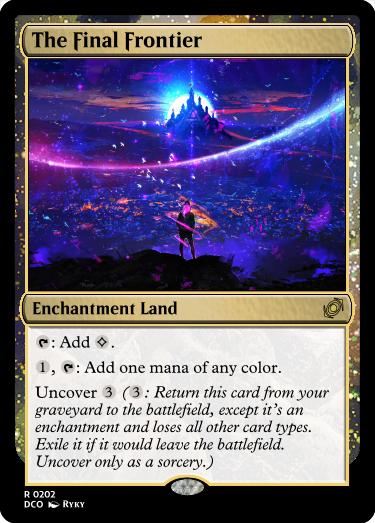 The Final Frontier
Enchantment Land
: Add .
1, : Add one mana of any color.
Uncover 3 (3: Return this card from your
graveyard to the battlefield, except it's an
enchantment and loses all other card types.
Exile it if it would leave the battlefield.
Uncover only as a sorcery.)
R 0202
DCO Ryky